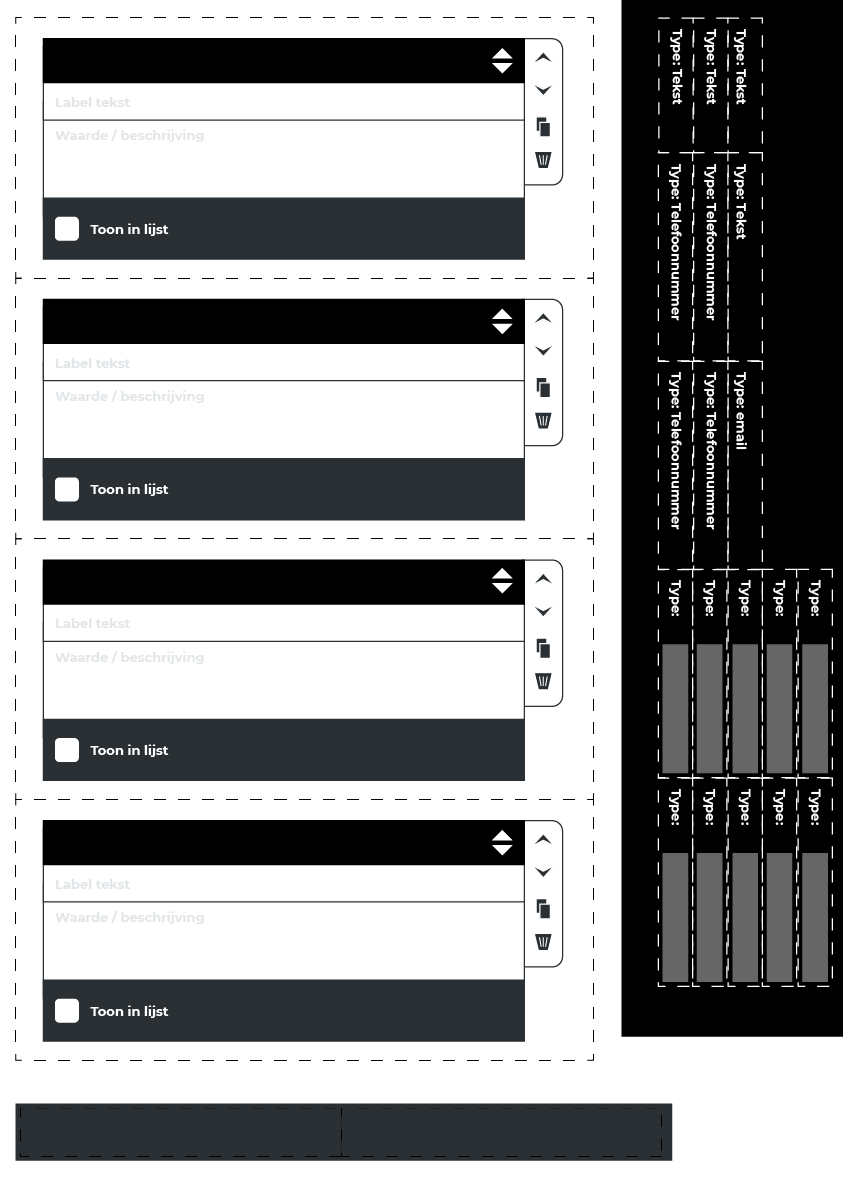 Label tekst
Waarde / beschrijving
Toon in lijst
Label tekst
Waarde / beschrijving
Toon in lijst
Label tekst
Waarde / beschrijving
Toon in lijst
Label tekst
Waarde / beschrijving
Toon in lijst
Type: Tekst
Type: Tekst
Type: Tekst
Type: Telefoonnummer
Type: Telefoonnummer
Type: Tekst
Type: Telefoonnummer
Type: Telefoonnummer
Type: email
Type:
Type:
Type:
Type:
Type:
Type:
Type:
Type:
Type:
Type: